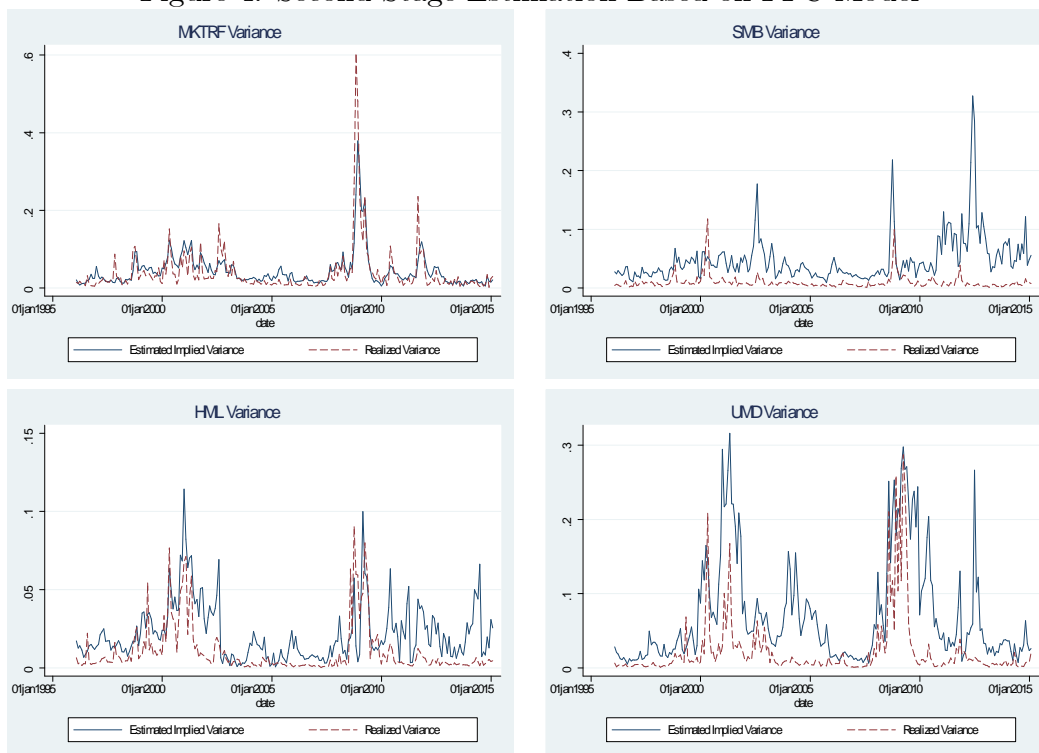 Figure Second Stage Estimation Based on Model
MKTRF Variance
.6
.4
.2
0
01jan1995 01jan2000 01jan2005 01jan2010 01jan2015
date
Estimated Implied Variance Realized Variance
SMB Variance
.4
.3
.2
.1
0
01jan1995 01jan2000 01jan2005 01jan2010 01jan2015
date
Estimated Implied Variance Realized Variance
HML Variance
.15
.1
.05
0
01jan1995 01jan2000 01jan2005 01jan2010 01jan2015
date
Estimated Implied Variance Realized Variance
UMD Variance
.3
.2
.1
0
01jan1995 01jan2000 01jan2005 01jan2010 01jan2015
date
Estimated Implied Variance Realized Variance